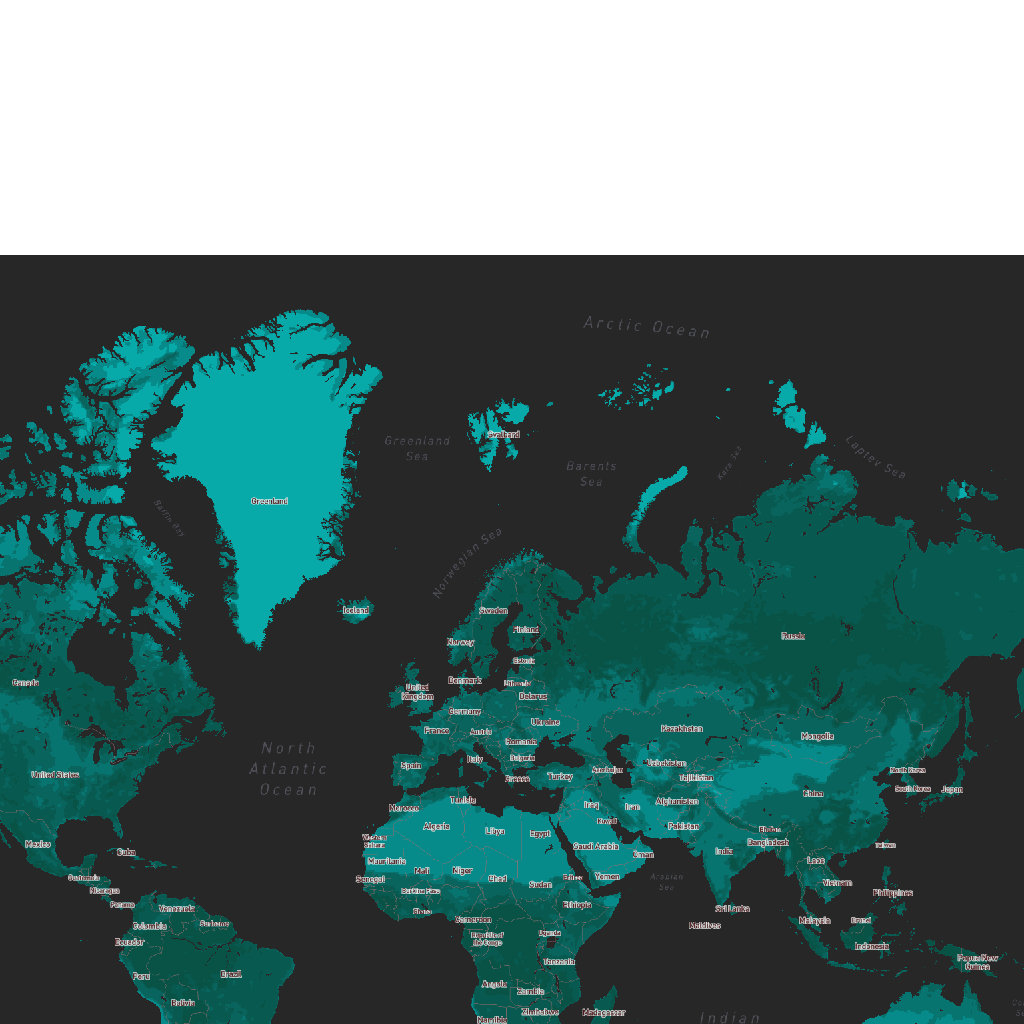 Arctic Ocean
Svalbard
Greenland
Sea
Barents
Sea
Kara Sea
Laptev Sea
Greenland
Baffin Bay
Norwegian Sea
Iceland
Sweden
Finland
Norway
Estonia
Russia
Canada
United
Kingdom
Denmark
Lithuania
Belarus
Germany
Ukraine
France
Austria
Romania
Kazakhstan
Mongolia
North
Atlantic
Ocean
Spain
Italy
Bulgaria
Greece
Turkey
Azerbaijan
Uzbekistan
Tajikistan
North Korea
South Korea
Japan
China
United States
Morocco
Tunisia
Algeria
Libya
Egypt
Iraq
Kuwait
Iran
Afghanistan
Pakistan
Bhutan
Bangladesh
Taiwan
Mexico
Cuba
Western
Sahara
Mauritania
Mali
Niger
Chad
Sudan
Eritrea
Saudi Arabia
Oman
Yemen
India
Laos
Vietnam
Philippines
Arabian
Sea
Guatemala
Nicaragua
Panama
Venezuela
Colombia
Suriname
Ecuador
Senegal
Burkina Faso
Ghana
Cameroon
Ethiopia
Uganda
Republic of
the Congo
Sri Lanka
Maldives
Malaysia
Brunei
Indonesia
Papua New
Guinea
Peru
Brazil
Bolivia
Tanzania
Angola
Zambia
Zimbabwe
Namibia
Madagascar
Indian